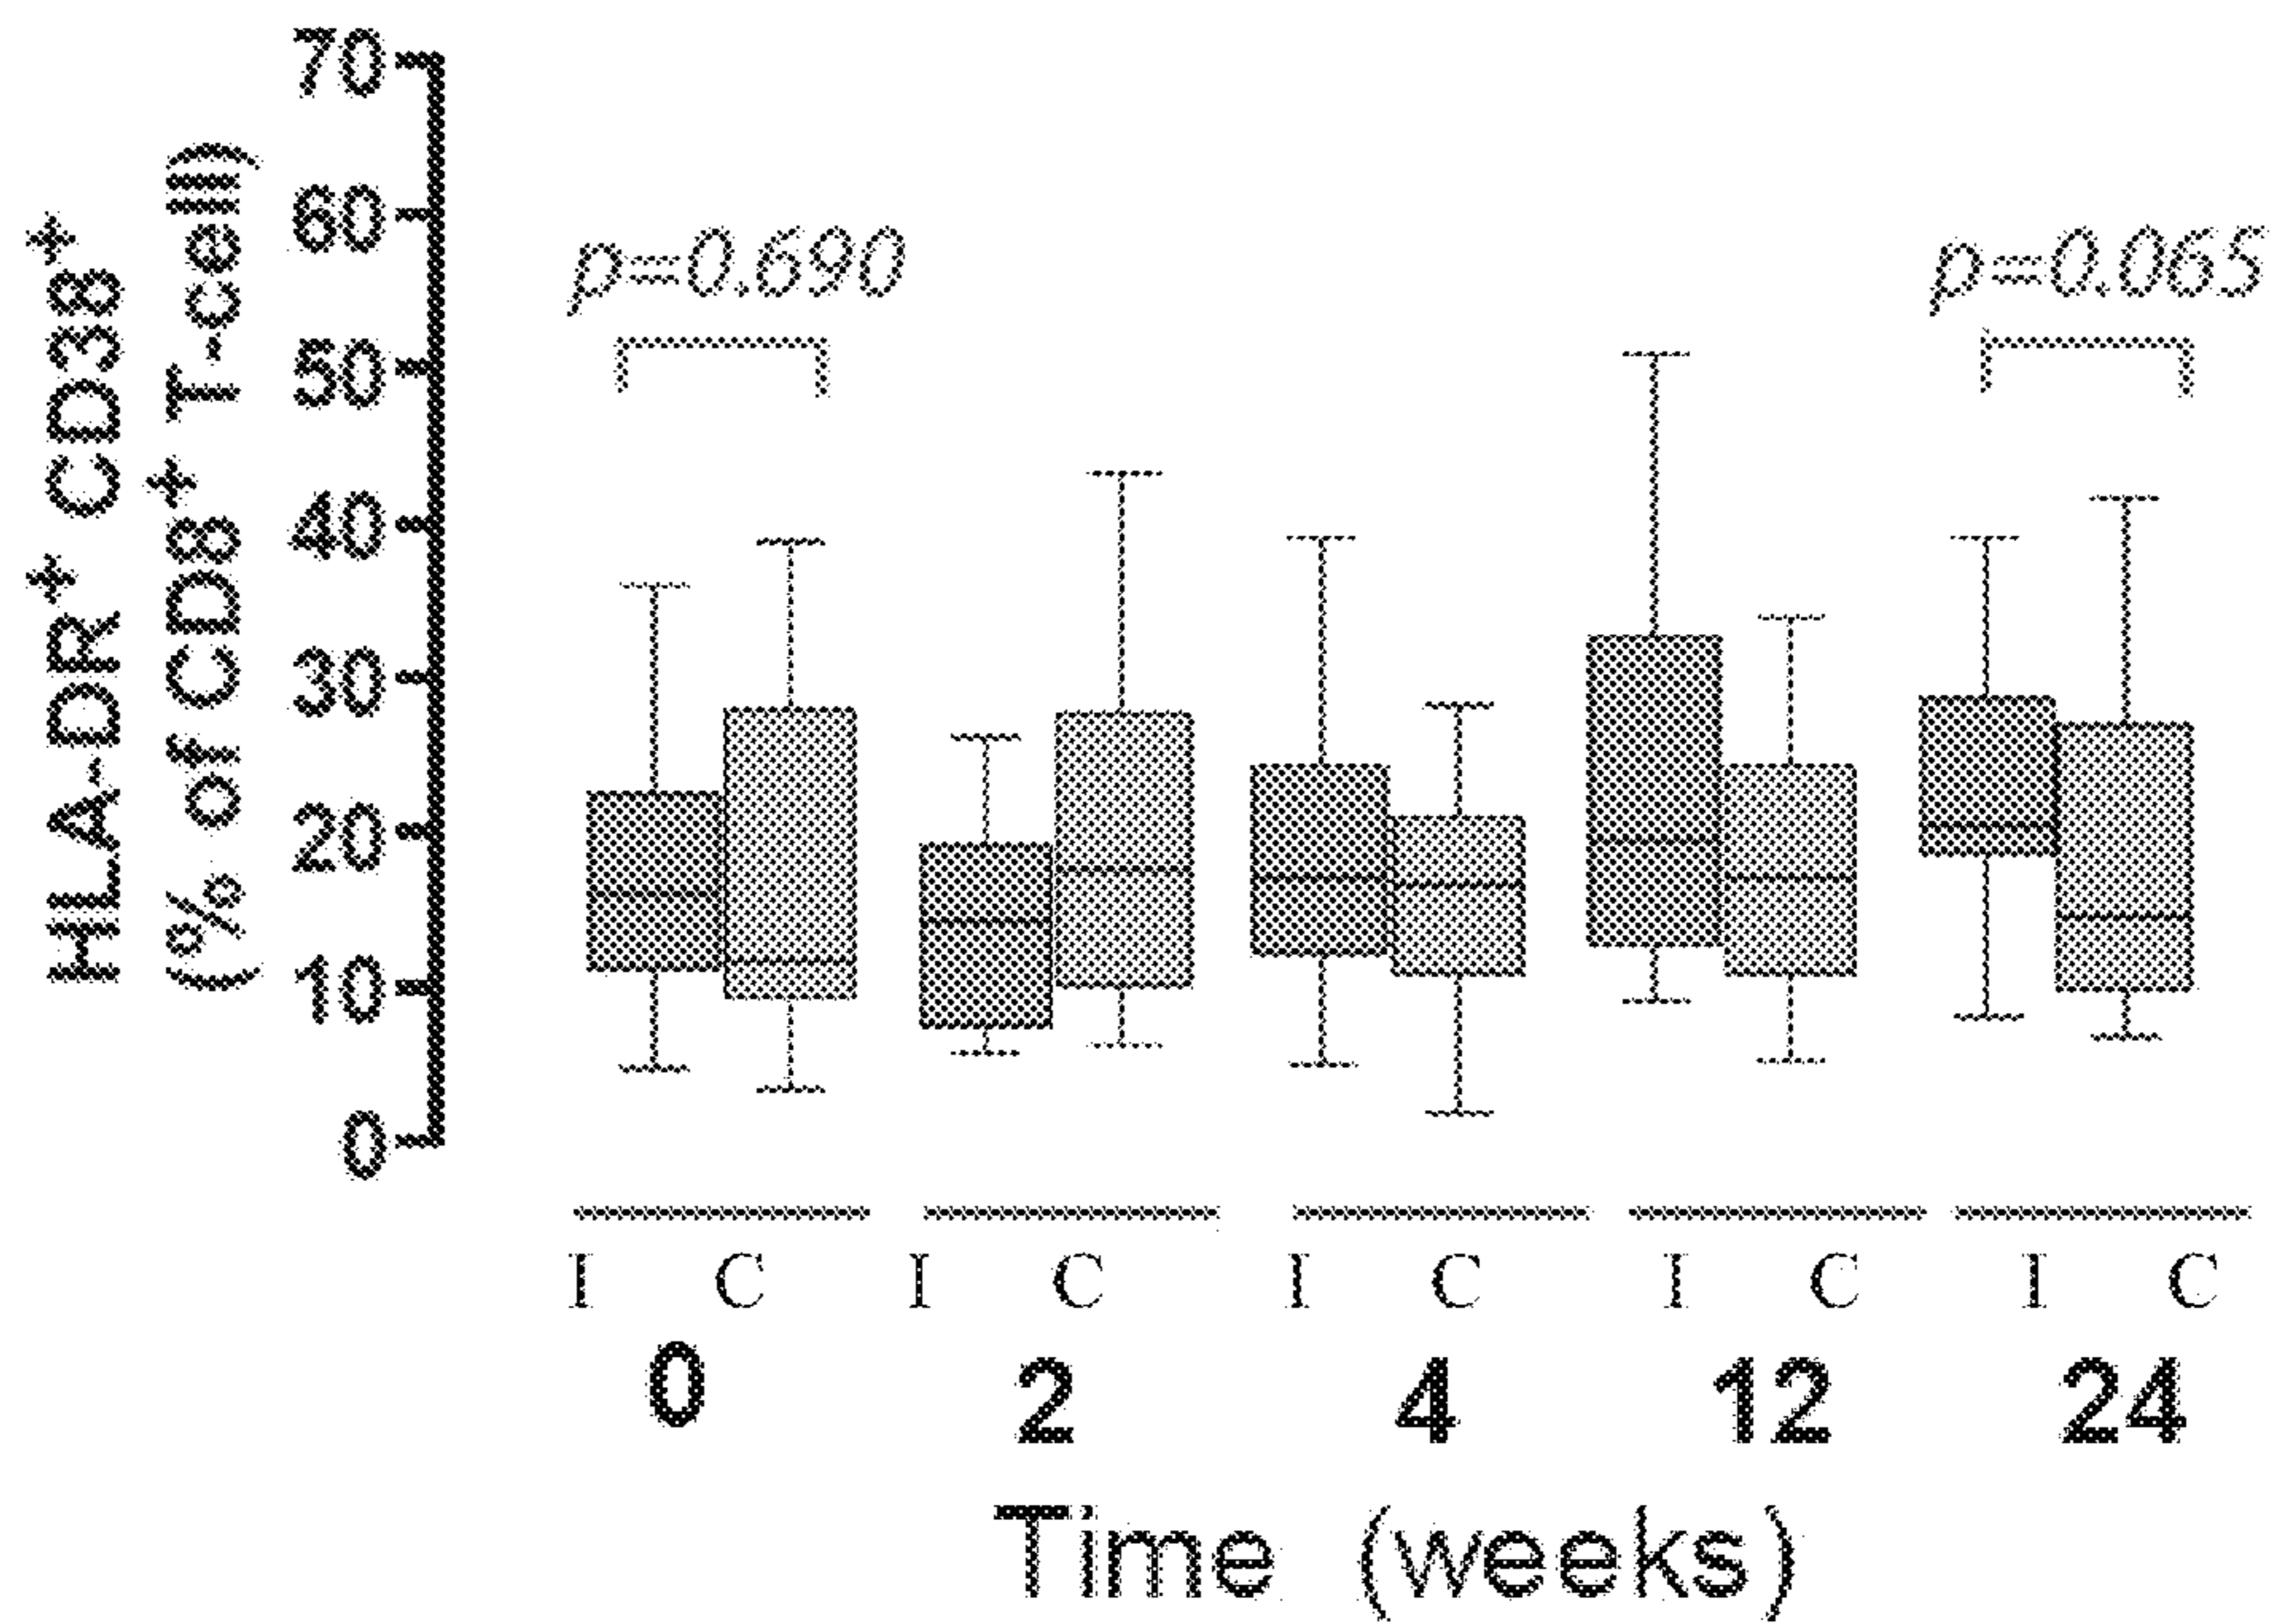 HLA-DR+ CD38+
(% of CD8+ T-cell)
70
60
50
40
30
20
10
0
p=0.690
p=0.065
I C I C I C I C I C
0 2 4 12 24
Time (weeks)